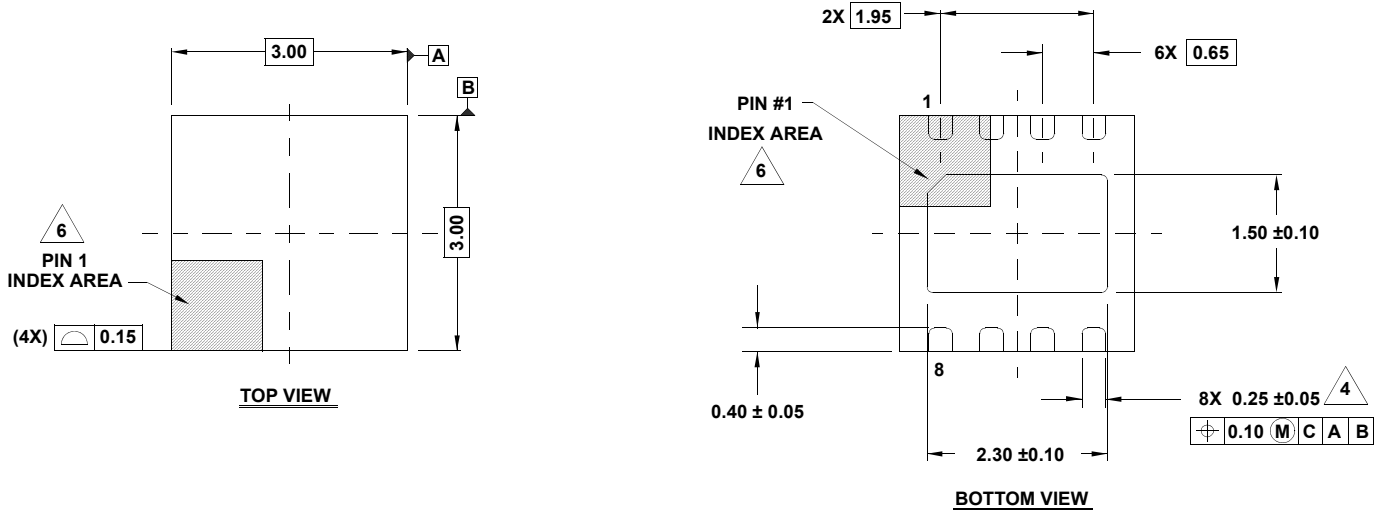 3.00
A
B
3.00
6
PIN 1
INDEX AREA
(4X) 0.15
TOP VIEW
2X 1.95
6X 0.65
PIN #1
INDEX AREA
6
1
1.50 ±0.10
8
0.40 ± 0.05
8X 0.25 ±0.05 4
0.10 M C A B
2.30 ±0.10
BOTTOM VIEW